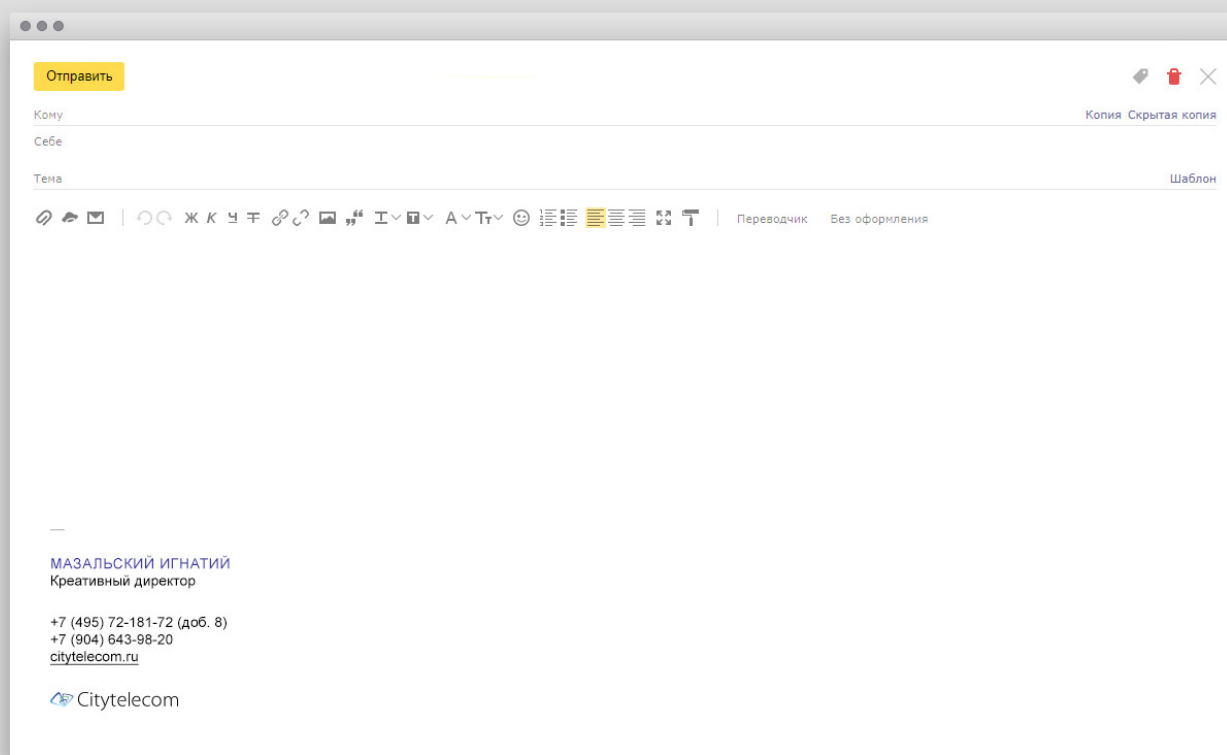 Отправить
Кому Копия Скрытая копия
Себе
Тема Шаблон
Ж К Ч Т Т Т А Тт Переводчик Без оформления
—
МАЗАЛЬСКИЙ ИГНАТИЙ
Креативный директор
+7 (495) 72-181-72 (доб. 8)
+7 (904) 643-98-20
citytelecom.ru
Citytelecom